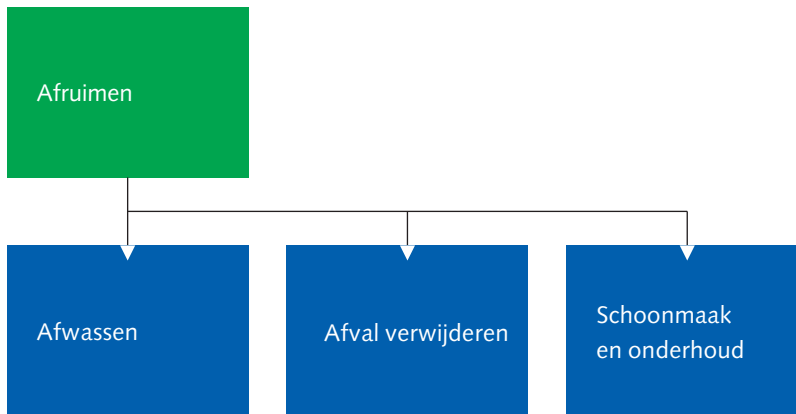 Afruimen
Afwassen
Afval verwijderen
Schoonmaak
en onderhoud